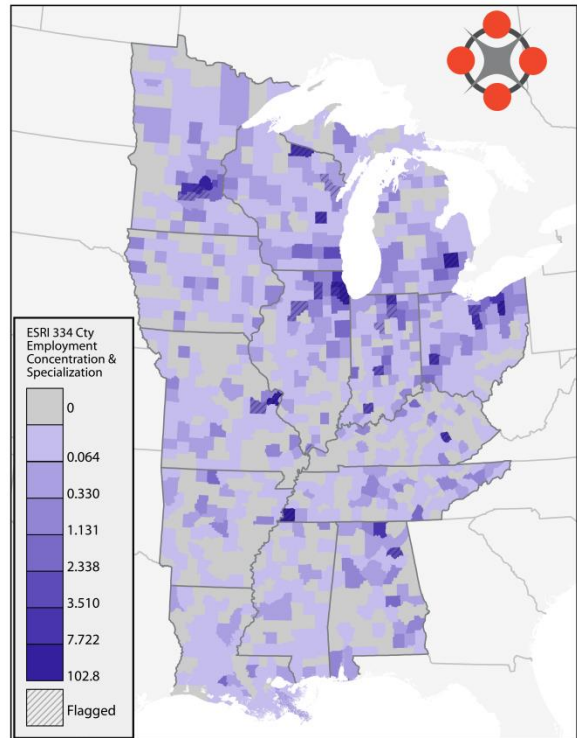 ESRI 334 Cty
Employment
Concentration &
Specialization
0
0.064
0.330
1.131
2.338
3.510
7.722
102.8
Flagged